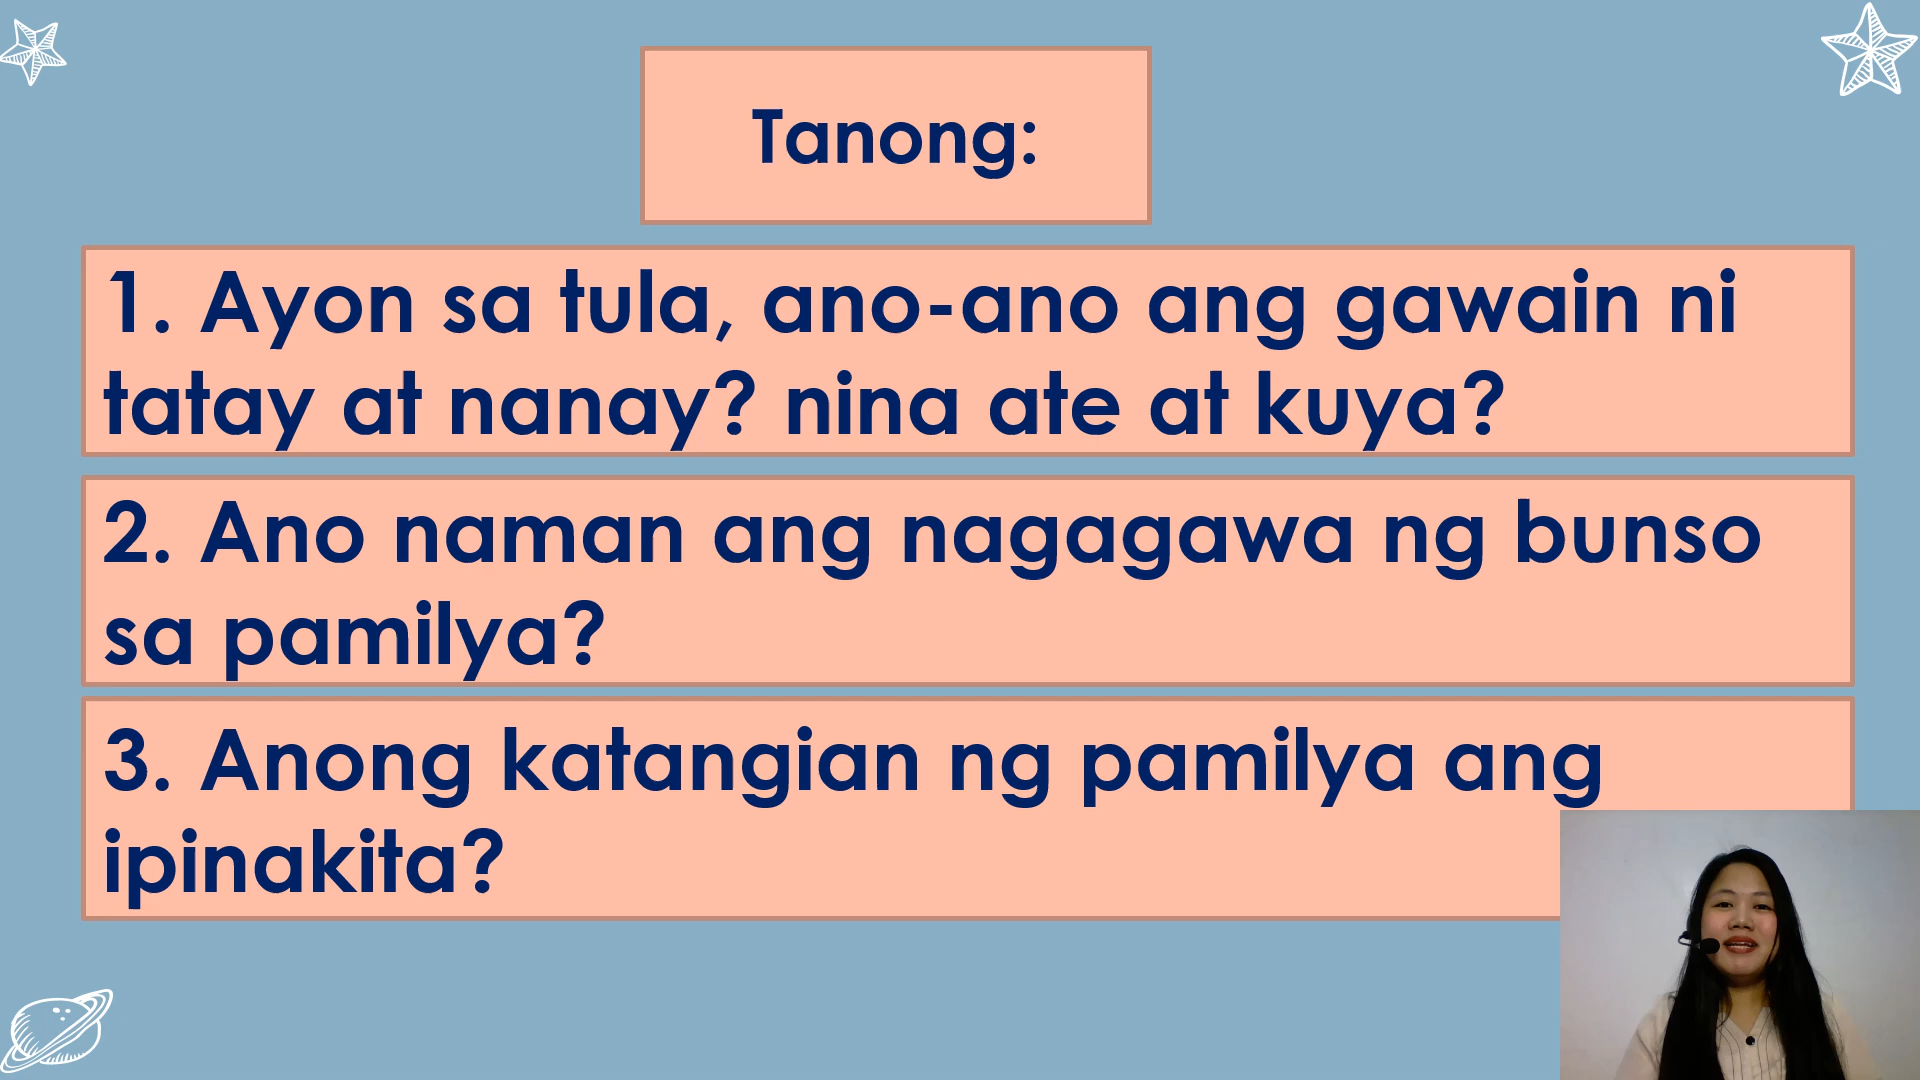 Tanong:
1. Ayon sa tula, ano-ano ang gawain ni
tatay at nanay? nina ate at kuya?
2. Ano naman ang nagagawa ng bunso
sa pamilya?
3. Anong katangian ng pamilya ang
ipinakita?